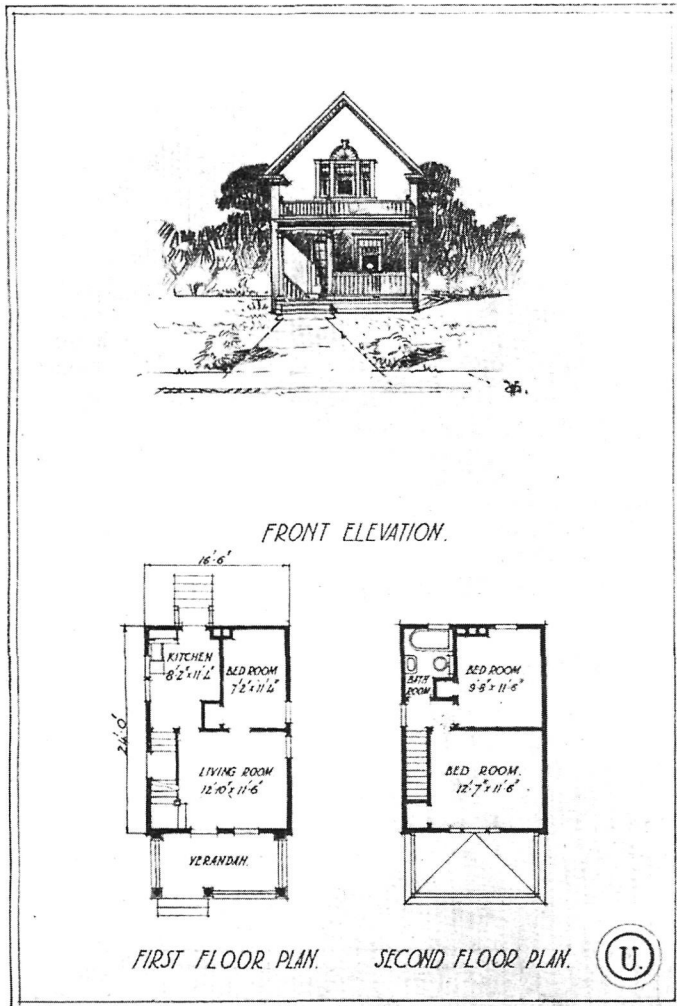 FRONT ELEVATION.
16'-6"
24'-0"
KITCHEN
8'-2" x 11'-4"
BED ROOM
7'-2" x 11'-4"
LIVING ROOM
12'-10" x 11'-6"
VERANDAH.
FIRST FLOOR PLAN.
BATH
ROOM
BED ROOM
9'-8" x 11'-6"
BED ROOM.
12'-7" x 11'-6"
SECOND FLOOR PLAN.
U.